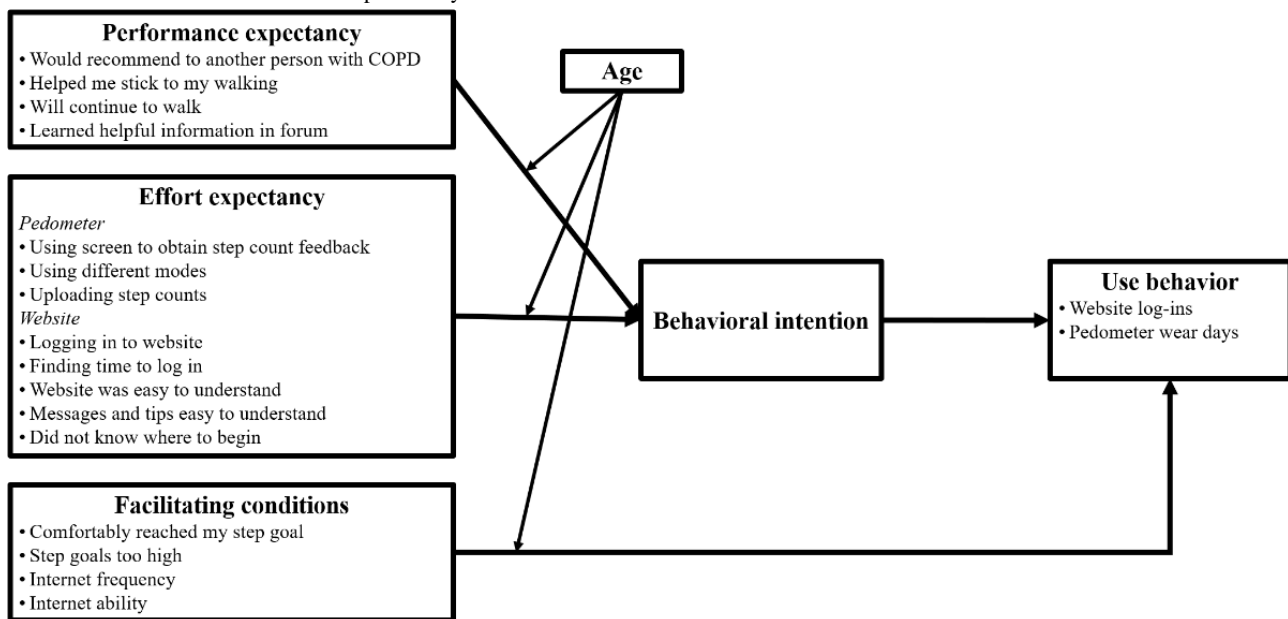 Performance expectancy
• Would recommend to another person with COPD
• Helped me stick to my walking
• Will continue to walk
• Learned helpful information in forum
Age
Effort expectancy
Pedometer
• Using screen to obtain step count feedback
• Using different modes
• Uploading step counts
Website
• Logging in to website
• Finding time to log in
• Website was easy to understand
• Messages and tips easy to understand
• Did not know where to begin
Behavioral intention
Use behavior
• Website log-ins
• Pedometer wear days
Facilitating conditions
• Comfortably reached my step goal
• Step goals too high
• Internet frequency
• Internet ability